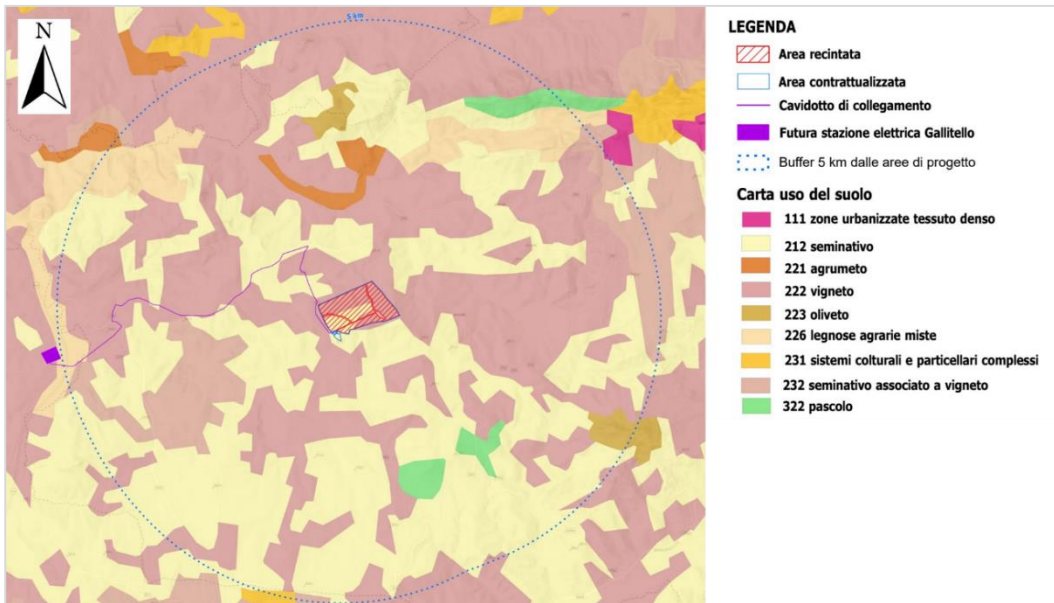 N
5 km
LEGENDA
Area recintata
Area contrattualizzata
Cavidotto di collegamento
Futura stazione elettrica Gallitello
Buffer 5 km dalle aree di progetto
Carta uso del suolo
111 zone urbanizzate tessuto denso
212 seminativo
221 agrumeto
222 vigneto
223 oliveto
226 legnose agrarie miste
231 sistemi colturali e particellari complessi
232 seminativo associato a vigneto
322 pascolo